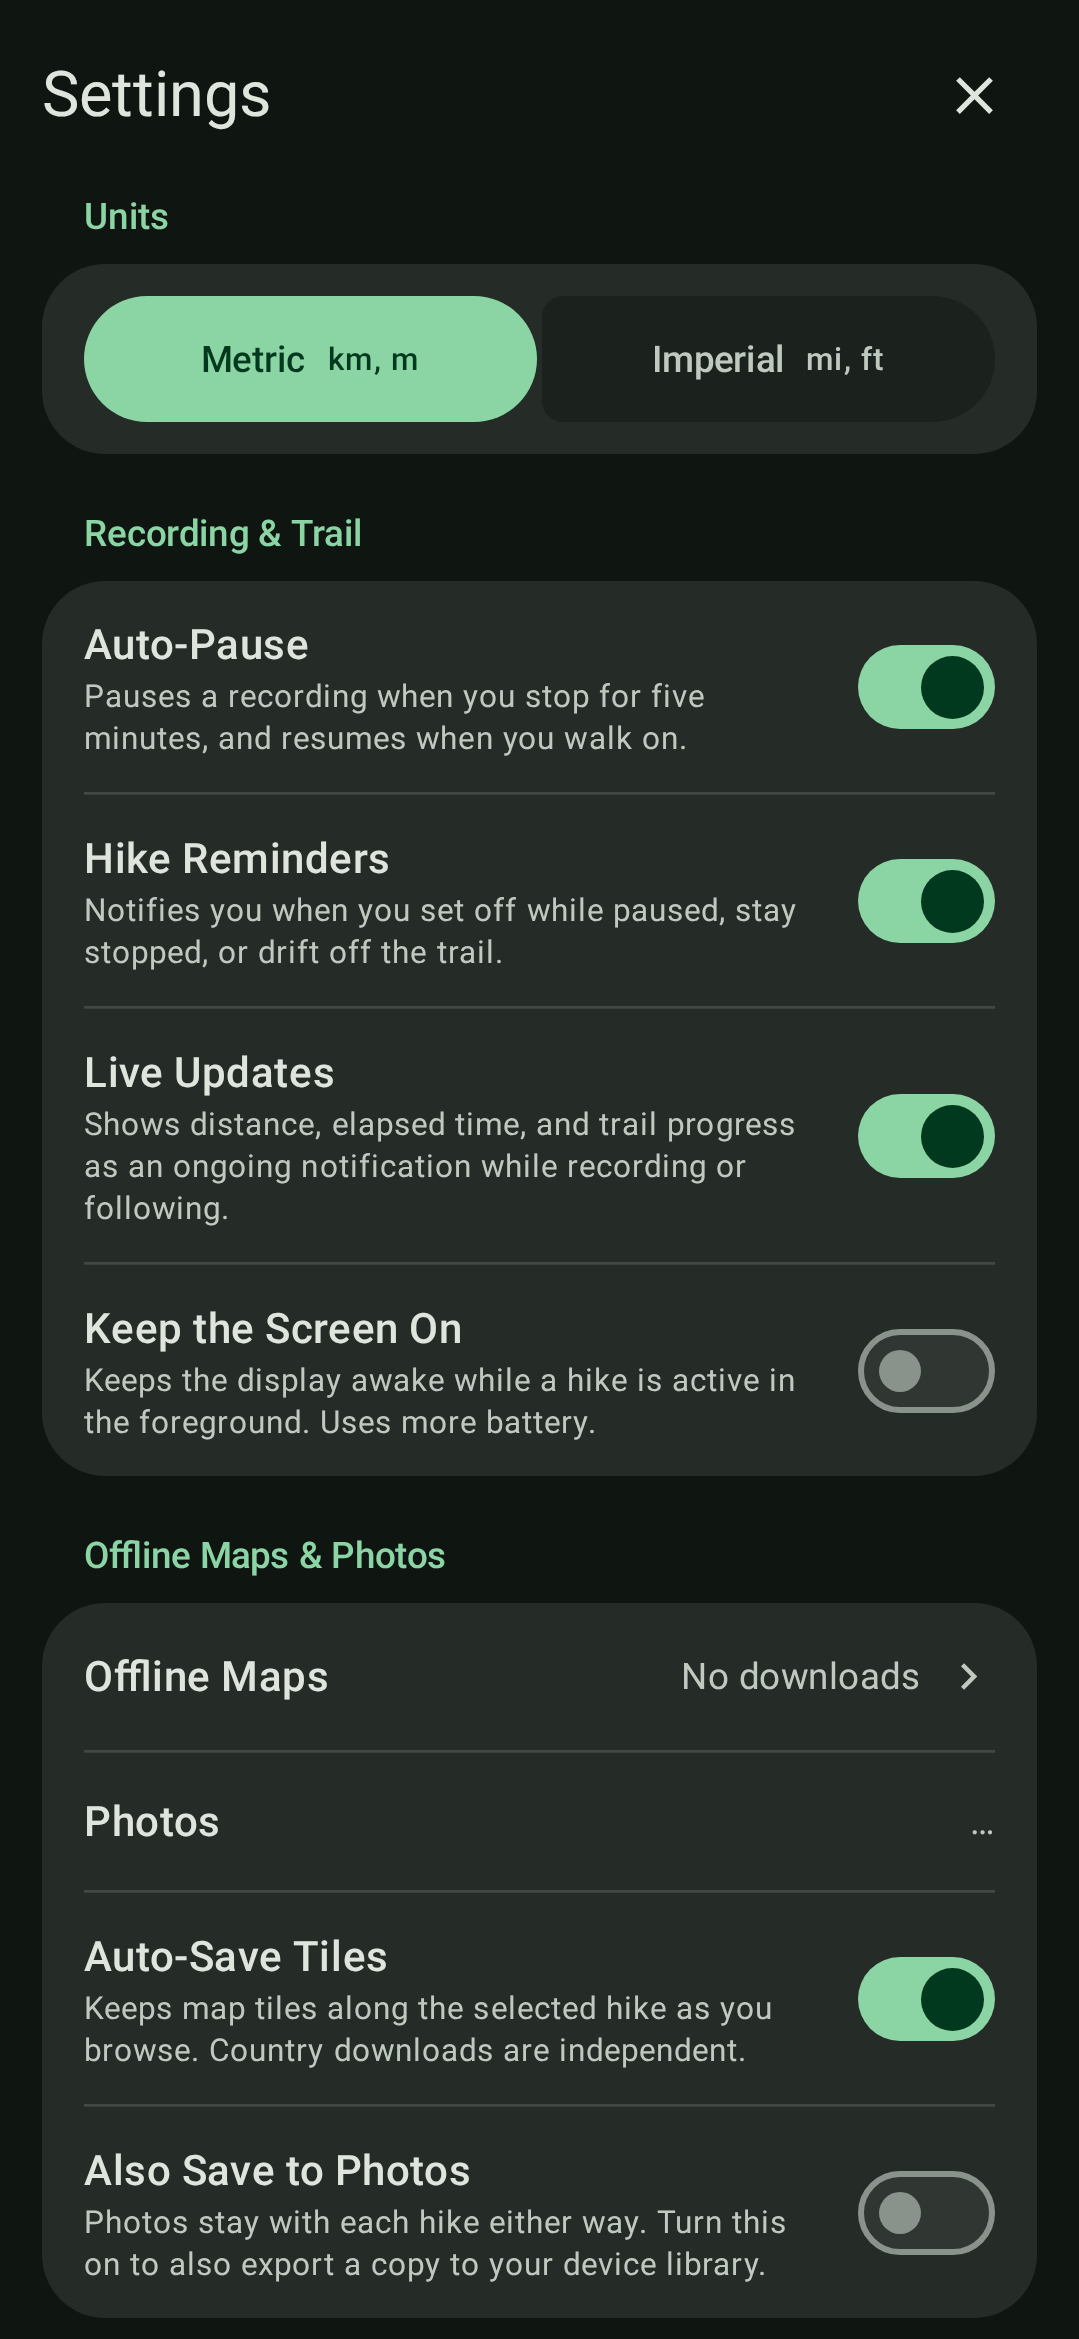 Settings
Units
Metric km, m
Imperial mi, ft
Recording & Trail
Auto-Pause
Pauses a recording when you stop for five
minutes, and resumes when you walk on.
Hike Reminders
Notifies you when you set off while paused, stay
stopped, or drift off the trail.
Live Updates
Shows distance, elapsed time, and trail progress
as an ongoing notification while recording or
following.
Keep the Screen On
Keeps the display awake while a hike is active in
the foreground. Uses more battery.
Offline Maps & Photos
Offline Maps No downloads
Photos …
Auto-Save Tiles
Keeps map tiles along the selected hike as you
browse. Country downloads are independent.
Also Save to Photos
Photos stay with each hike either way. Turn this
on to also export a copy to your device library.